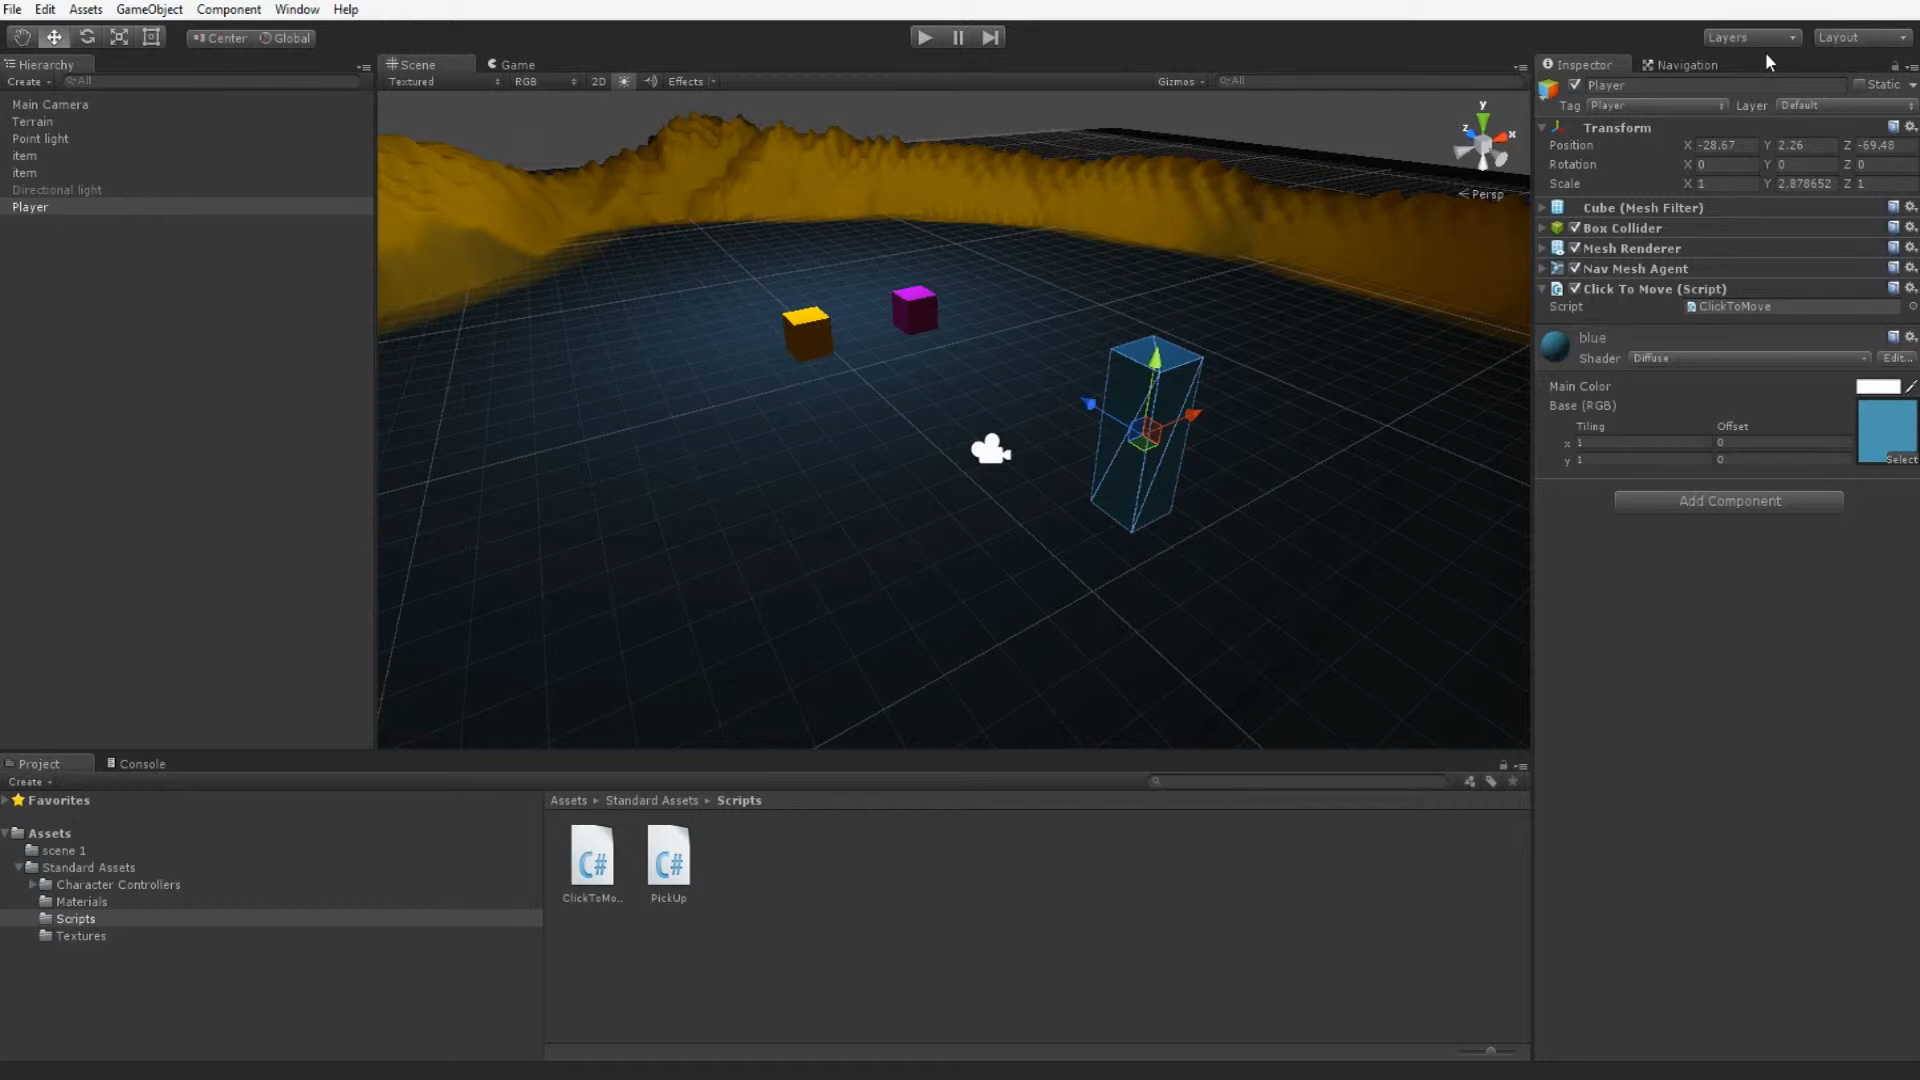 File Edit Assets GameObject Component Window Help
Center Global
Layers Layout
Hierarchy
Create All
Main Camera
Terrain
Point light
item
item
Directional light
Player
Scene Game
Textured RGB 2D Effects Gizmos All
y
z x
Persp
Inspector Navigation
Player Static
Tag Player Layer Default
Transform
Position X -28.67 Y 2.26 Z -69.48
Rotation X 0 Y 0 Z 0
Scale X 1 Y 2.878652 Z 1
Cube (Mesh Filter)
Box Collider
Mesh Renderer
Nav Mesh Agent
Click To Move (Script)
Script ClickToMove
blue
Shader Diffuse Edit...
Main Color
Base (RGB)
Tiling Offset
x 1 0
y 1 0
Select
Add Component
Project Console
Create
Favorites
Assets
scene 1
Standard Assets
Character Controllers
Materials
Scripts
Textures
Assets Standard Assets Scripts
C# C#
ClickToMo... PickUp